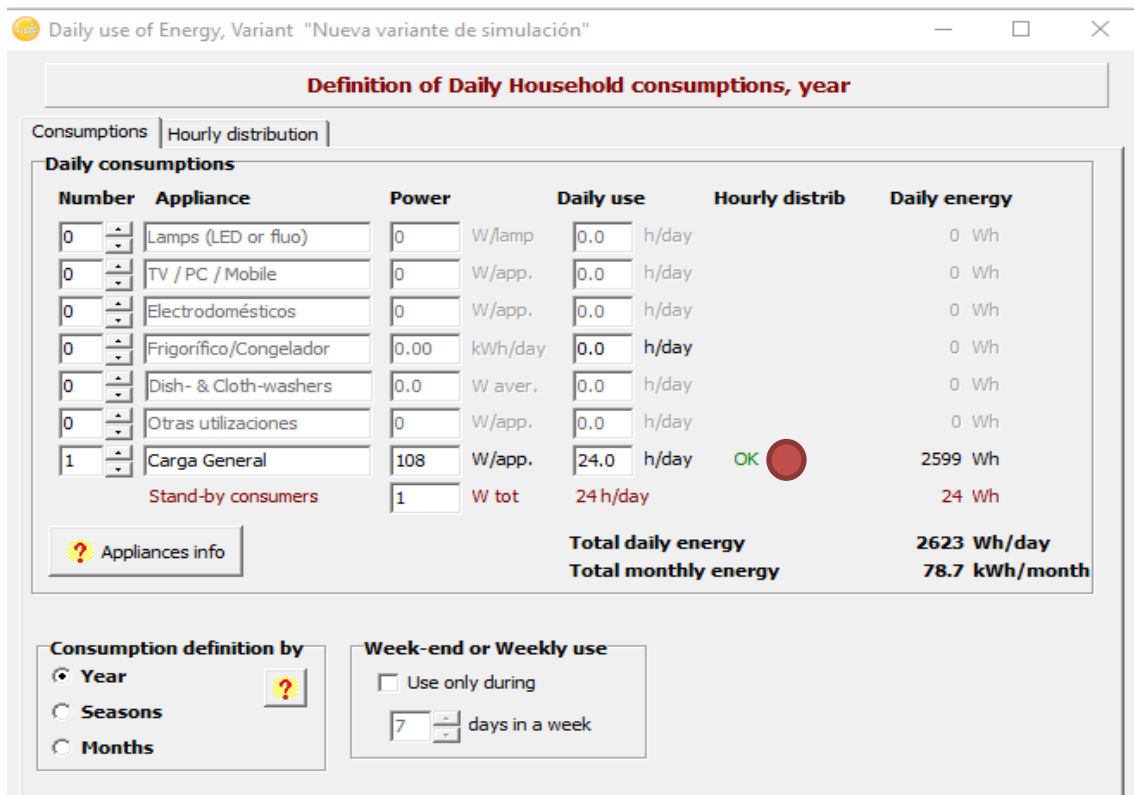 Daily use of Energy, Variant "Nueva variante de simulación"
Definition of Daily Household consumptions, year
Consumptions Hourly distribution
Daily consumptions
Number Appliance Power Daily use Hourly distrib Daily energy
0 Lamps (LED or fluo) 0 W/lamp 0.0 h/day 0 Wh
0 TV / PC / Mobile 0 W/app. 0.0 h/day 0 Wh
0 Electrodomésticos 0 W/app. 0.0 h/day 0 Wh
0 Frigorífico/Congelador 0.00 kWh/day 0.0 h/day 0 Wh
0 Dish- & Cloth-washers 0.0 W aver. 0.0 h/day 0 Wh
0 Otras utilizaciones 0 W/app. 0.0 h/day 0 Wh
1 Carga General 108 W/app. 24.0 h/day OK 2599 Wh
Stand-by consumers 1 W tot 24 h/day 24 Wh
? Appliances info
Total daily energy 2623 Wh/day
Total monthly energy 78.7 kWh/month
Consumption definition by
Year
?
Seasons
Months
Week-end or Weekly use
Use only during
7 days in a week